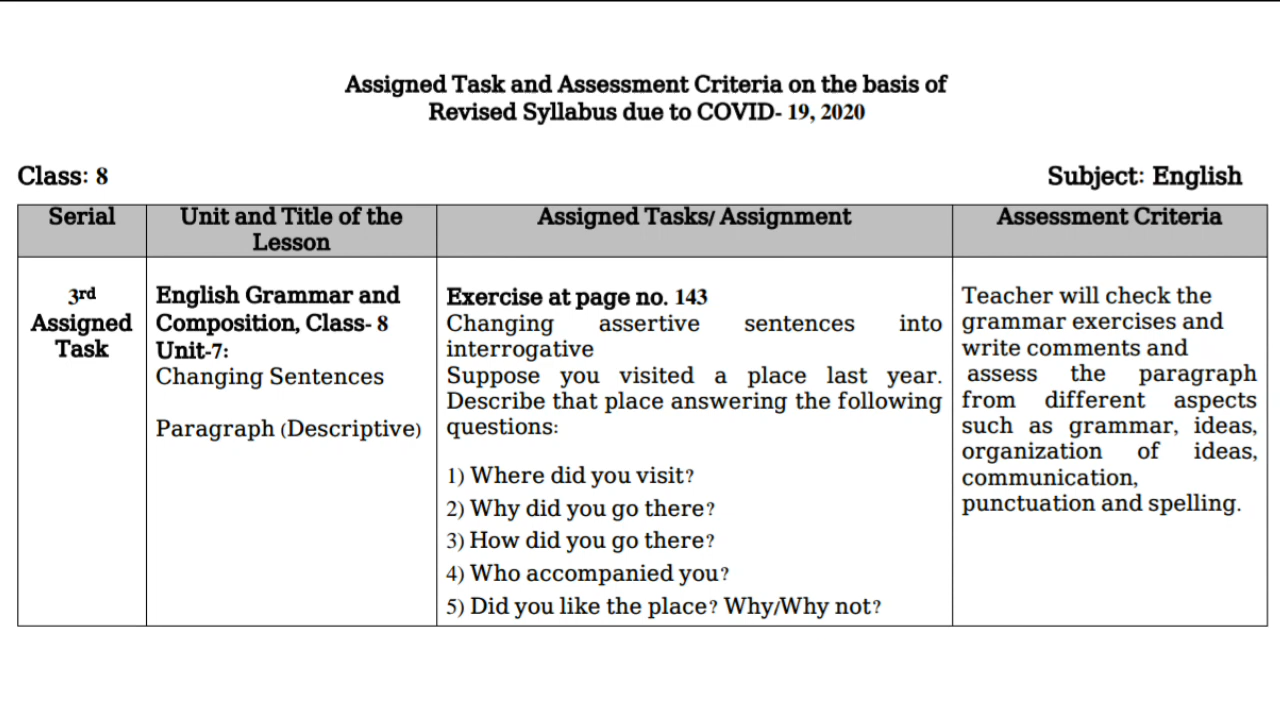 Assigned Task and Assessment Criteria on the basis of
Revised Syllabus due to COVID- 19, 2020
Class: 8
Subject: English
Serial
Unit and Title of the
Lesson
Assigned Tasks/ Assignment
Assessment Criteria
3rd
Assigned
Task
English Grammar and
Composition, Class- 8
Unit-7:
Changing Sentences
Paragraph (Descriptive)
Exercise at page no. 143
Changing assertive sentences into
interrogative
Suppose you visited a place last year.
Describe that place answering the following
questions:
1) Where did you visit?
2) Why did you go there?
3) How did you go there?
4) Who accompanied you?
5) Did you like the place? Why/Why not?
Teacher will check the
grammar exercises and
write comments and
assess the paragraph
from different aspects
such as grammar, ideas,
organization of ideas,
communication,
punctuation and spelling.